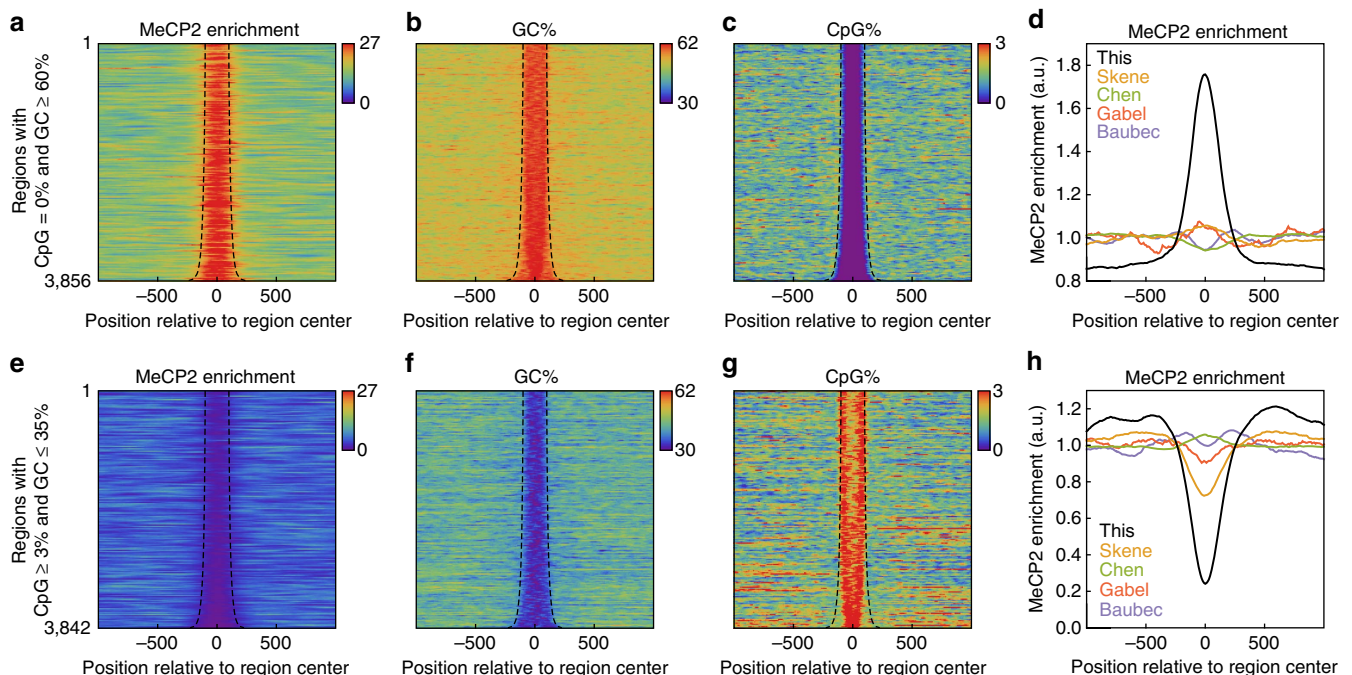 a
MeCP2 enrichment
Regions with
CpG = 0% and GC ≥ 60%
1
3,856
27
0
−500 0 500
Position relative to region center
b
GC%
62
30
−500 0 500
Position relative to region center
c
CpG%
3
0
−500 0 500
Position relative to region center
d
MeCP2 enrichment
MeCP2 enrichment (a.u.)
1.8
1.6
1.4
1.2
1.0
0.8
This
Skene
Chen
Gabel
Baubec
−500 0 500
Position relative to region center
e
MeCP2 enrichment
Regions with
CpG ≥ 3% and GC ≤ 35%
1
3,842
27
0
−500 0 500
Position relative to region center
f
GC%
62
30
−500 0 500
Position relative to region center
g
CpG%
3
0
−500 0 500
Position relative to region center
h
MeCP2 enrichment
MeCP2 enrichment (a.u.)
1.2
1.0
0.8
0.6
0.4
0.2
0.0
This
Skene
Chen
Gabel
Baubec
−500 0 500
Position relative to region center